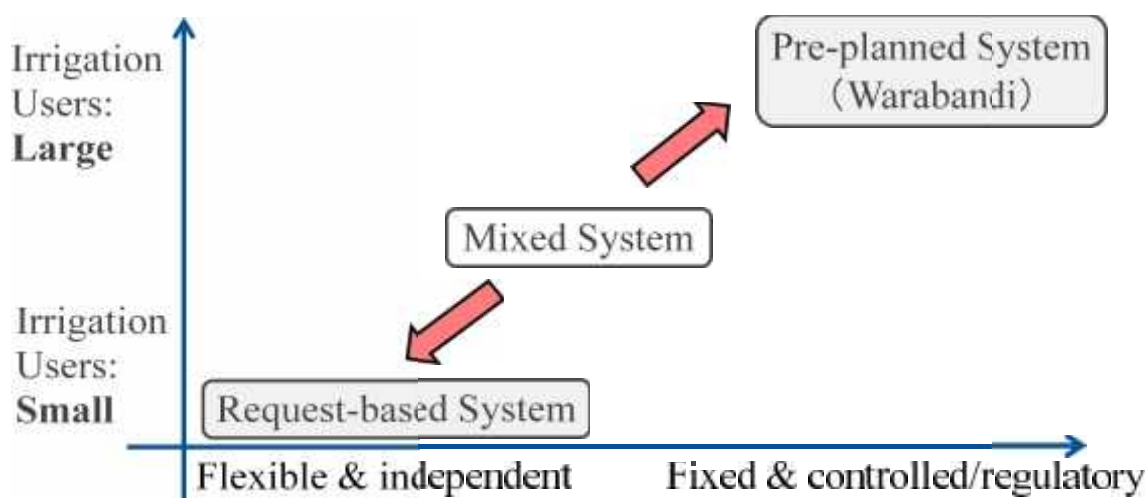 Irrigation
Users:
Large
Pre-planned System
（Warabandi）
Mixed System
Irrigation
Users:
Small
Request-based System
Flexible & independent
Fixed & controlled/regulatory